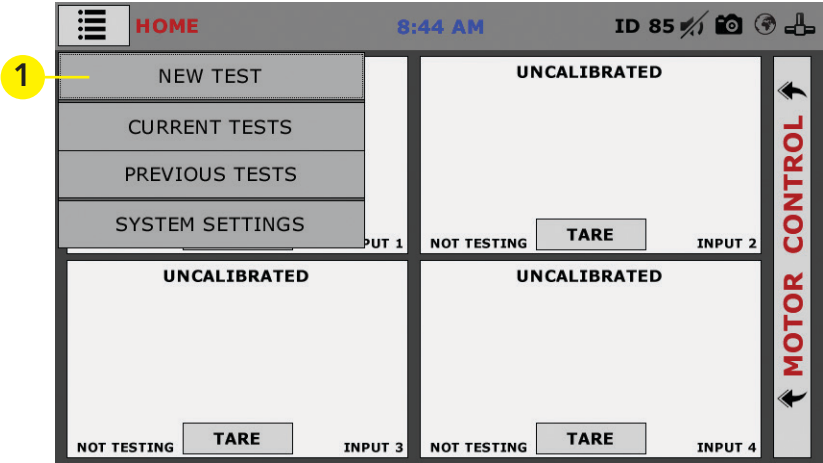 HOME
8:44 AM
ID 85
1
NEW TEST
CURRENT TESTS
PREVIOUS TESTS
SYSTEM SETTINGS
PUT 1
UNCALIBRATED
NOT TESTING
TARE
INPUT 2
UNCALIBRATED
NOT TESTING
TARE
INPUT 3
UNCALIBRATED
NOT TESTING
TARE
INPUT 4
MOTOR CONTROL